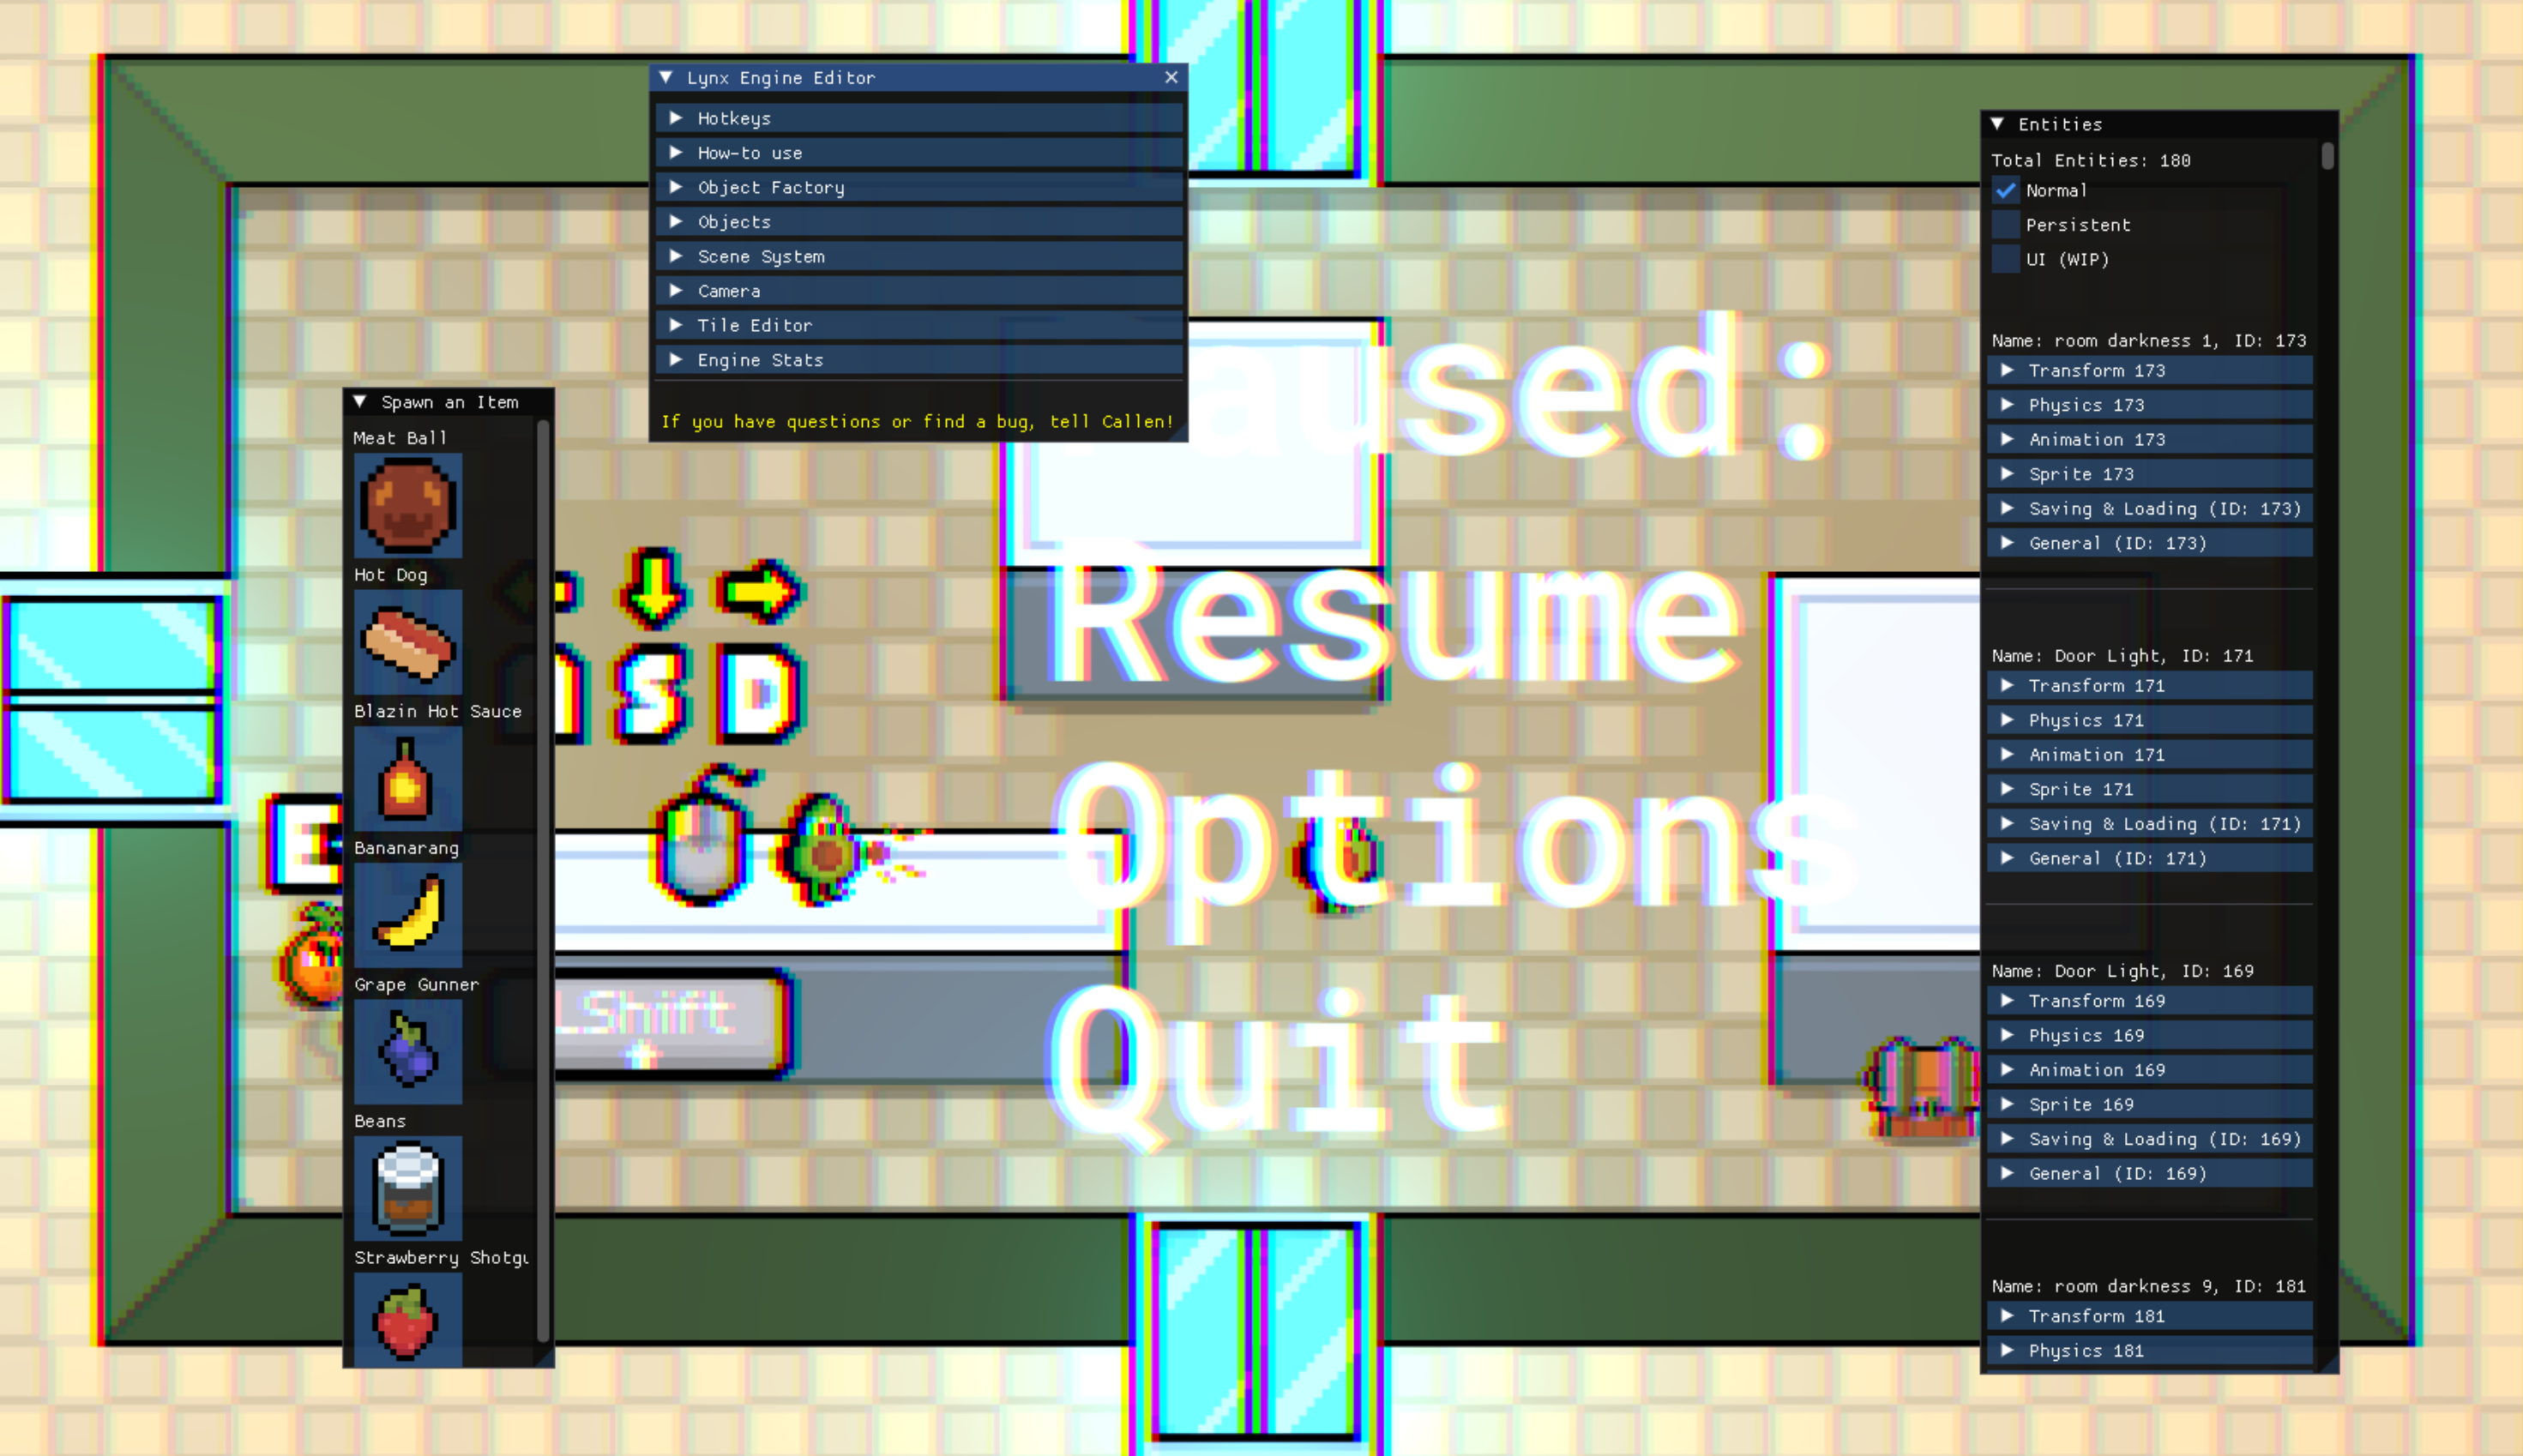 Lynx Engine Editor
Hotkeys
How-to use
Object Factory
Objects
Scene System
Camera
Tile Editor
Engine Stats
If you have questions or find a bug, tell Callen!
Spawn an Item
Meat Ball
Hot Dog
Blazin Hot Sauce
Bananarang
Grape Gunner
Beans
Strawberry Shotgu
S D
E
LShift
aused:
Resume
Options
Quit
Entities
Total Entities: 180
Normal
Persistent
UI (WIP)
Name: room darkness 1, ID: 173
Transform 173
Physics 173
Animation 173
Sprite 173
Saving & Loading (ID: 173)
General (ID: 173)
Name: Door Light, ID: 171
Transform 171
Physics 171
Animation 171
Sprite 171
Saving & Loading (ID: 171)
General (ID: 171)
Name: Door Light, ID: 169
Transform 169
Physics 169
Animation 169
Sprite 169
Saving & Loading (ID: 169)
General (ID: 169)
Name: room darkness 9, ID: 181
Transform 181
Physics 181